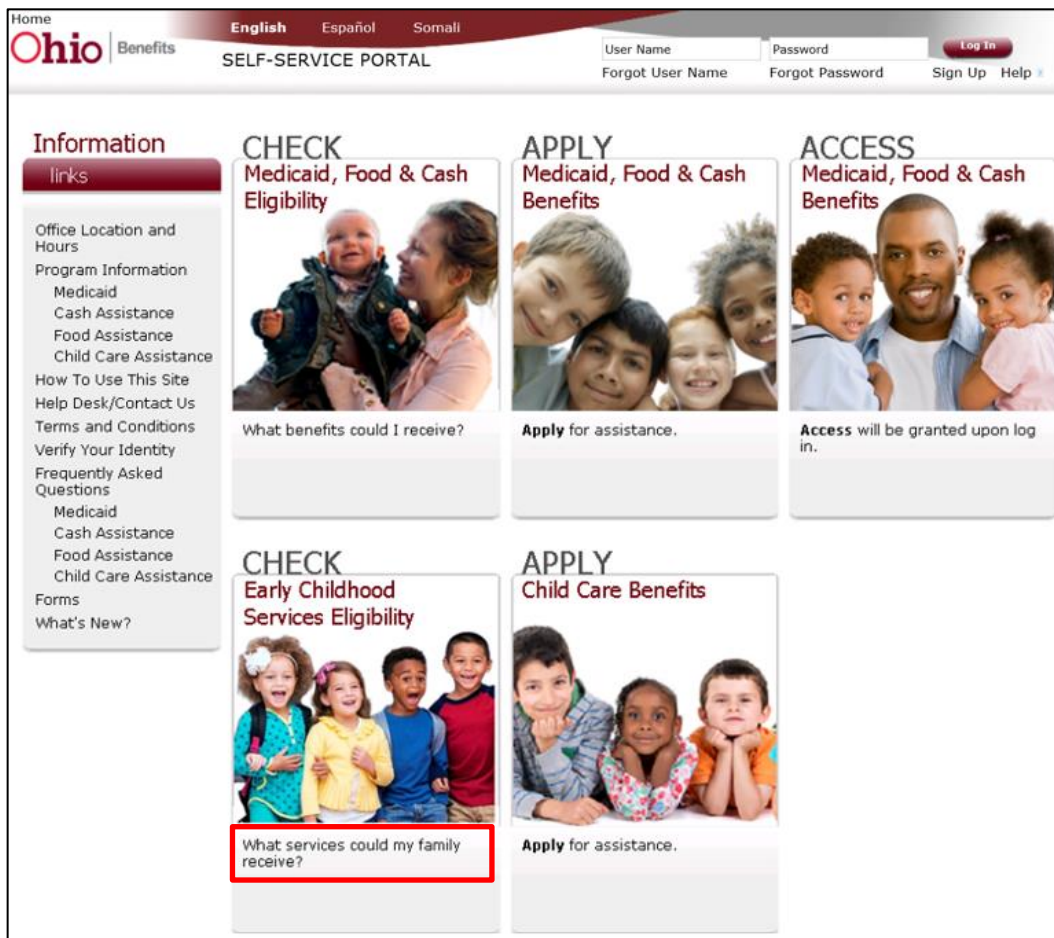 Home
Ohio Benefits
English Español Somali
SELF-SERVICE PORTAL
User Name Password Log In
Forgot User Name Forgot Password Sign Up Help
Information
links
Office Location and
Hours
Program Information
Medicaid
Cash Assistance
Food Assistance
Child Care Assistance
How To Use This Site
Help Desk/Contact Us
Terms and Conditions
Verify Your Identity
Frequently Asked
Questions
Medicaid
Cash Assistance
Food Assistance
Child Care Assistance
Forms
What's New?
CHECK
Medicaid, Food & Cash
Eligibility
What benefits could I receive?
APPLY
Medicaid, Food & Cash
Benefits
Apply for assistance.
ACCESS
Medicaid, Food & Cash
Benefits
Access will be granted upon log
in.
CHECK
Early Childhood
Services Eligibility
What services could my family
receive?
APPLY
Child Care Benefits
Apply for assistance.